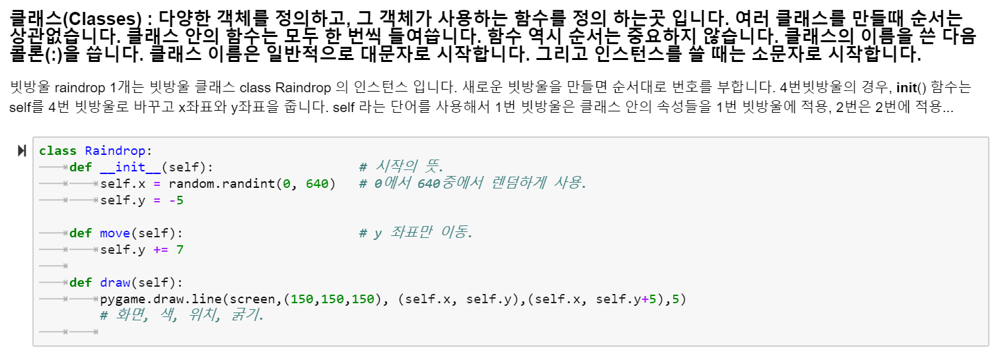 클래스(Classes) : 다양한 객체를 정의하고, 그 객체가 사용하는 함수를 정의 하는곳 입니다. 여러 클래스를 만들때 순서는
상관없습니다. 클래스 안의 함수는 모두 한 번씩 들여씁니다. 함수 역시 순서는 중요하지 않습니다. 클래스의 이름을 쓴 다음
콜론(:)을 씁니다. 클래스 이름은 일반적으로 대문자로 시작합니다. 그리고 인스턴스를 쓸 때는 소문자로 시작합니다.
빗방울 raindrop 1개는 빗방울 클래스 class Raindrop 의 인스턴스 입니다. 새로운 빗방울을 만들면 순서대로 번호를 부합니다. 4번빗방울의 경우, init() 함수는
self를 4번 빗방울로 바꾸고 x좌표와 y좌표을 줍니다. self 라는 단어를 사용해서 1번 빗방울은 클래스 안의 속성들을 1번 빗방울에 적용, 2번은 2번에 적용...
class Raindrop:
def __init__(self): # 시작의 뜻.
self.x = random.randint(0, 640) # 0에서 640중에서 렌덤하게 사용.
self.y = -5
def move(self): # y 좌표만 이동.
self.y += 7
def draw(self):
pygame.draw.line(screen,(150,150,150), (self.x, self.y),(self.x, self.y+5),5)
# 화면, 색, 위치, 굵기.